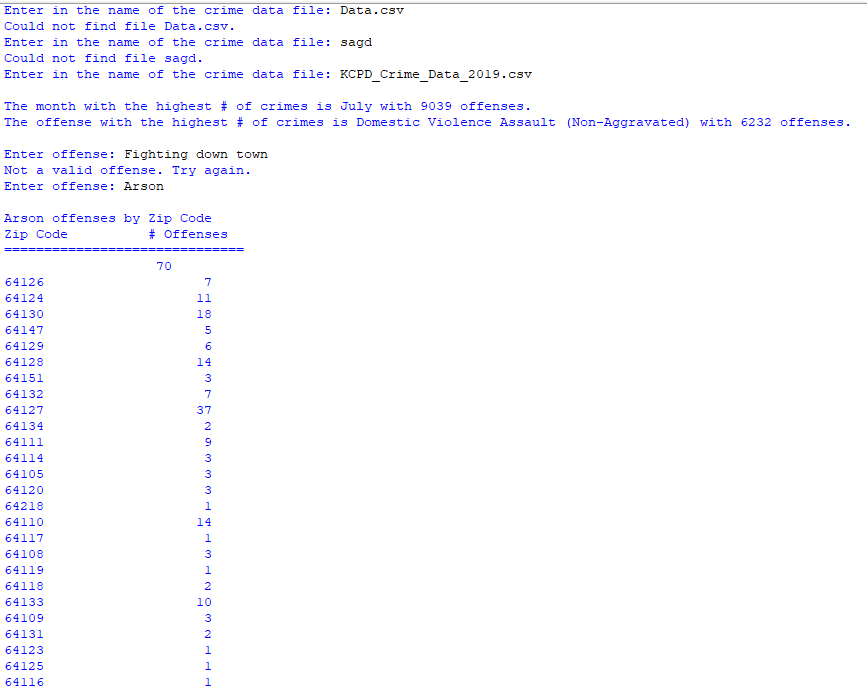 Enter in the name of the crime data file: Data.csv
Could not find file Data.csv.
Enter in the name of the crime data file: sagd
Could not find file sagd.
Enter in the name of the crime data file: KCPD_Crime_Data_2019.csv

The month with the highest # of crimes is July with 9039 offenses.
The offense with the highest # of crimes is Domestic Violence Assault (Non-Aggravated) with 6232 offenses.

Enter offense: Fighting down town
Not a valid offense. Try again.
Enter offense: Arson

Arson offenses by Zip Code
Zip Code          # Offenses
==============================
                   70
64126                    7
64124                   11
64130                   18
64147                    5
64129                    6
64128                   14
64151                    3
64132                    7
64127                   37
64134                    2
64111                    9
64114                    3
64105                    3
64120                    3
64218                    1
64110                   14
64117                    1
64108                    3
64119                    1
64118                    2
64133                   10
64109                    3
64131                    2
64123                    1
64125                    1
64116                    1